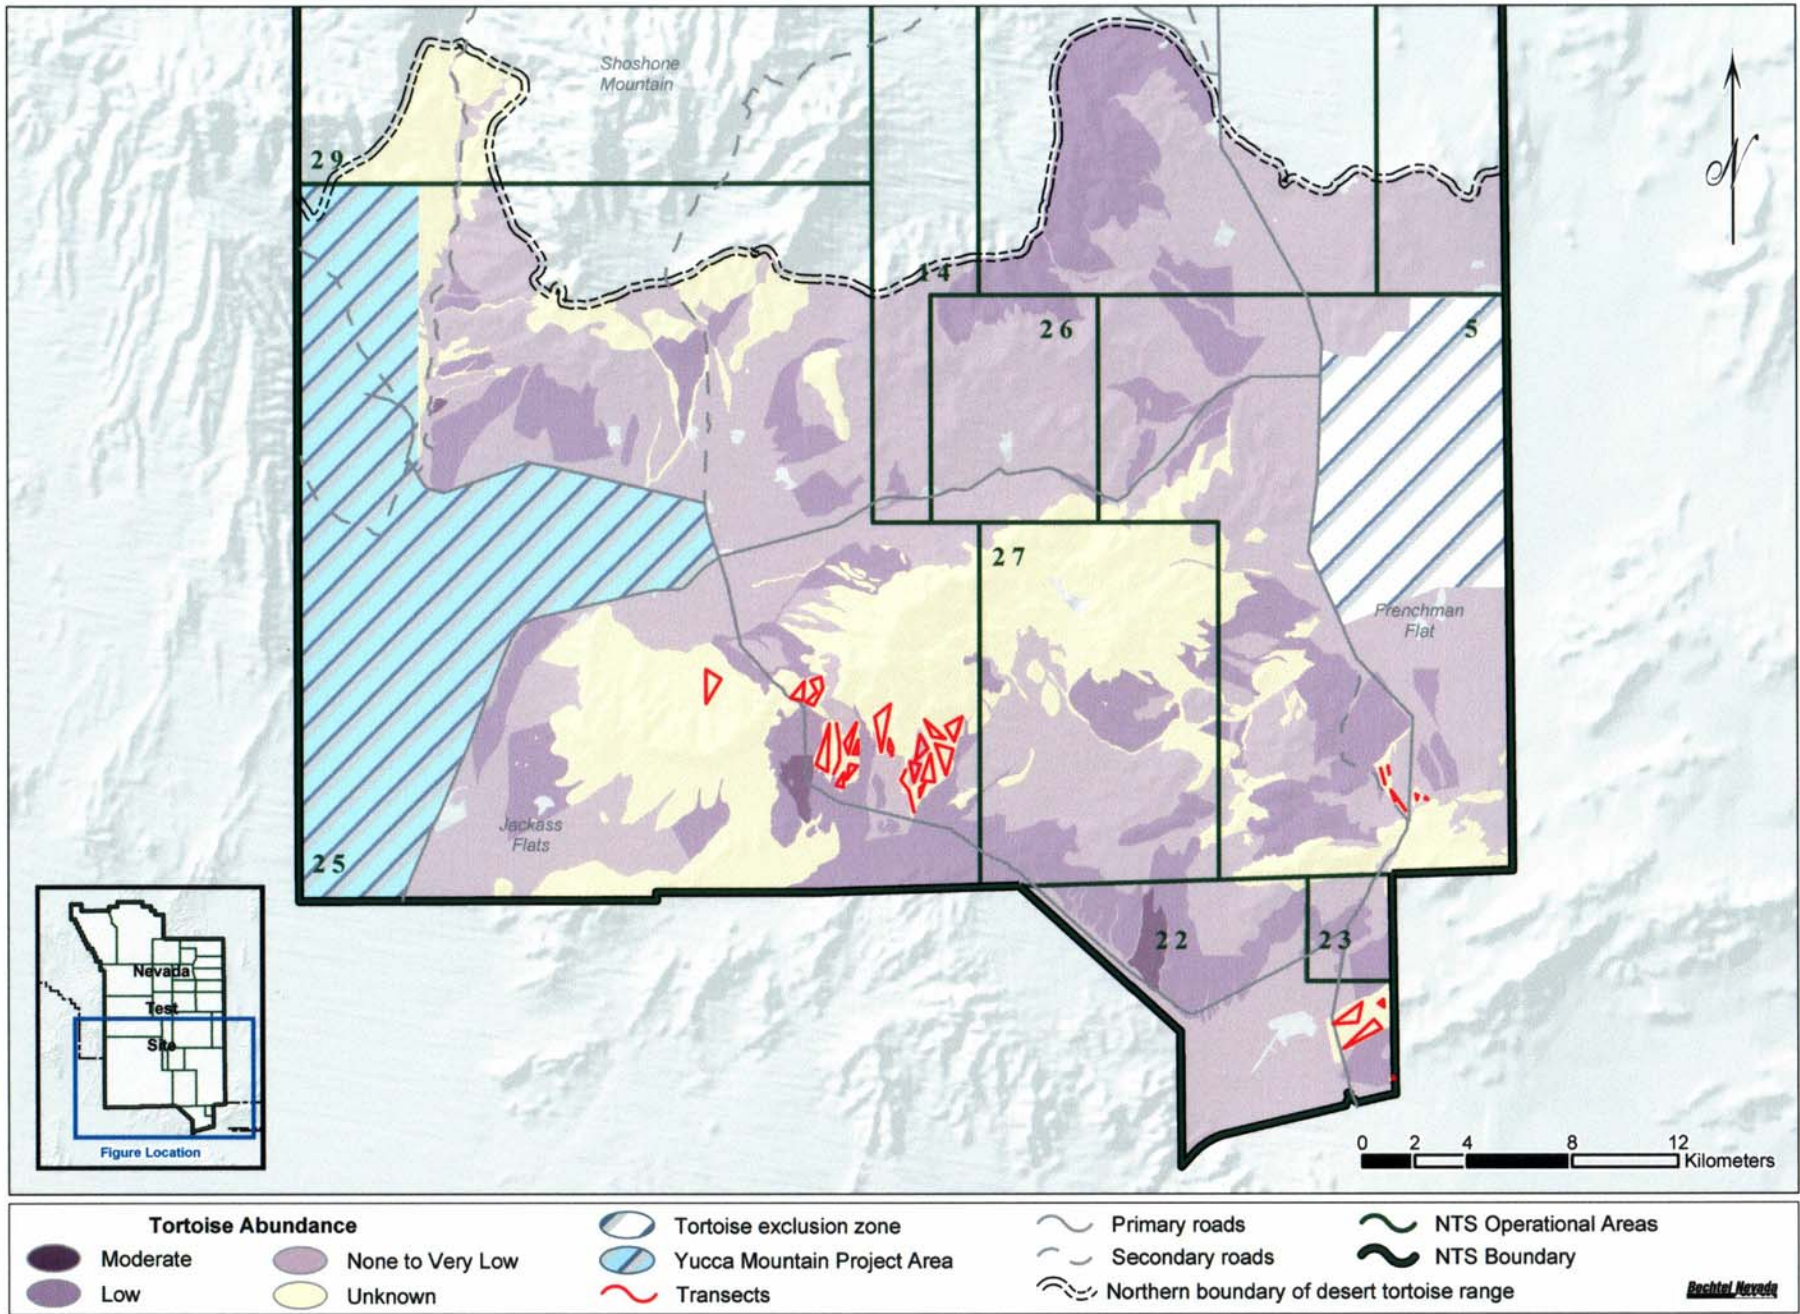 Shoshone
Mountain
29
14
26
5
27
Frenchman
Flat
Jackass
Flats
25
22
23
N
Nevada
Test
Site
Figure Location
0 2 4 8 12
Kilometers
Tortoise Abundance
Moderate
Low
None to Very Low
Unknown
Tortoise exclusion zone
Yucca Mountain Project Area
Transects
Primary roads
Secondary roads
Northern boundary of desert tortoise range
NTS Operational Areas
NTS Boundary
Bechtel Nevada